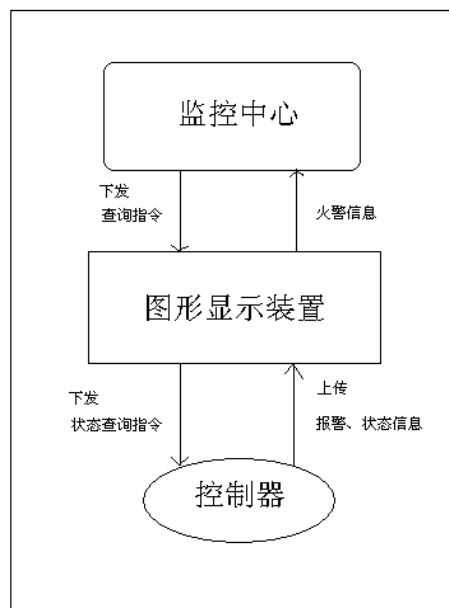 监控中心
下发
查询指令
火警信息
图形显示装置
下发
状态查询指令
上传
报警、状态信息
控制器